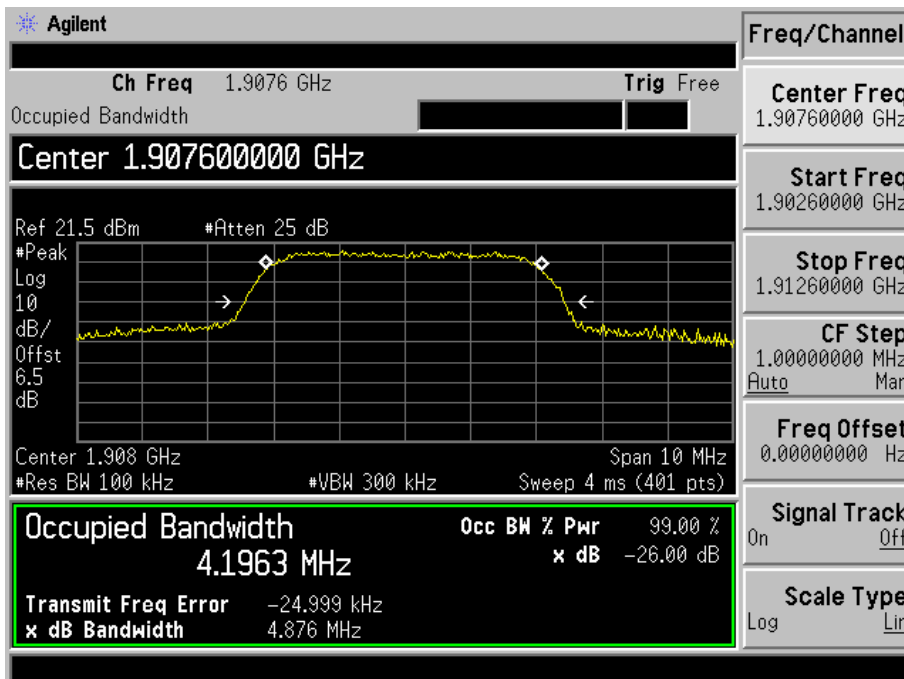 Agilent
Ch Freq 1.9076 GHz Trig Free
Occupied Bandwidth
Center 1.907600000 GHz
Ref 21.5 dBm #Atten 25 dB
#Peak
Log
10
dB/
Offst
6.5
dB
Center 1.908 GHz Span 10 MHz
#Res BW 100 kHz #VBW 300 kHz Sweep 4 ms (401 pts)
Occupied Bandwidth Occ BW % Pwr 99.00 %
4.1963 MHz x dB -26.00 dB
Transmit Freq Error -24.999 kHz
x dB Bandwidth 4.876 MHz
Freq/Channel
Center Freq
1.90760000 GHz
Start Freq
1.90260000 GHz
Stop Freq
1.91260000 GHz
CF Step
1.00000000 MHz
Auto Man
Freq Offset
0.00000000 Hz
Signal Track
On Off
Scale Type
Log Lin